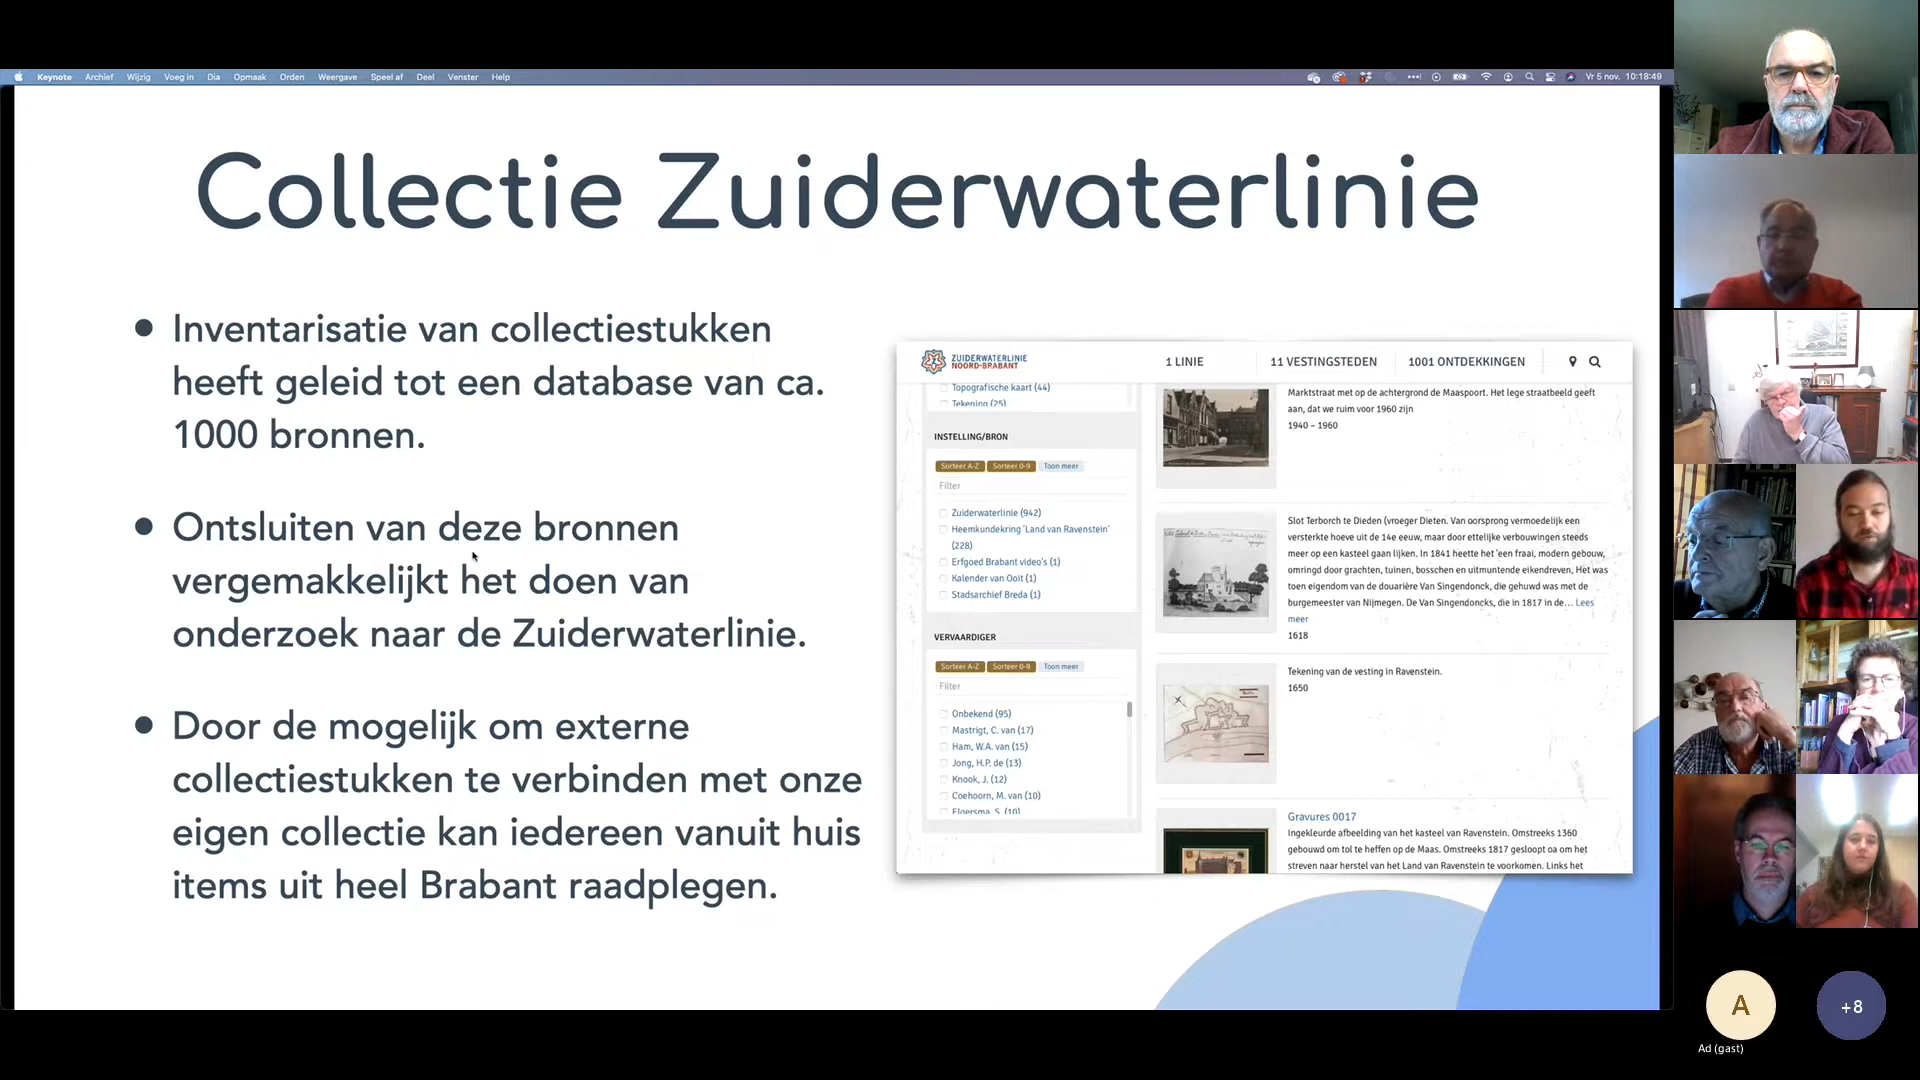 Keynote Archief Wijzig Voeg in Dia Opmaak Orden Weergave Speel af Deel Venster Help
Vr 5 nov. 10:18:49
Collectie Zuiderwaterlinie
Inventarisatie van collectiestukken
heeft geleid tot een database van ca.
1000 bronnen.
Ontsluiten van deze bronnen
vergemakkelijkt het doen van
onderzoek naar de Zuiderwaterlinie.
Door de mogelijk om externe
collectiestukken te verbinden met onze
eigen collectie kan iedereen vanuit huis
items uit heel Brabant raadplegen.
ZUIDERWATERLINIE
NOORD-BRABANT
1 LINIE
11 VESTINGSTEDEN
1001 ONTDEKKINGEN
Topografische kaart (44)
Tekening (25)
INSTELLING/BRON
Sorteer A-Z Sorteer 0-9 Toon meer
Filter
Zuiderwaterlinie (942)
Heemkundekring 'Land van Ravenstein'
(228)
Erfgoed Brabant video's (1)
Kalender van Ooit (1)
Stadsarchief Breda (1)
VERVAARDIGER
Sorteer A-Z Sorteer 0-9 Toon meer
Filter
Onbekend (95)
Mastrigt, C. van (17)
Ham, W.A. van (15)
Jong, H.P. de (13)
Knook, J. (12)
Coehoorn, M. van (10)
Eloersma, S. (10)
Marktstraat met op de achtergrond de Maaspoort. Het lege straatbeeld geeft
aan, dat we ruim voor 1960 zijn
1940 – 1960
Slot Terborch te Dieden (vroeger Dieten. Van oorsprong vermoedelijk een
versterkte hoeve uit de 14e eeuw, maar door ettelijke verbouwingen steeds
meer op een kasteel gaan lijken. In 1841 heette het 'een fraai, modern gebouw,
omringd door grachten, tuinen, bosschen en uitmuntende eikendreven, Het was
toen eigendom van de douarière Van Singendonck, die gehuwd was met de
burgemeester van Nijmegen. De Van Singendoncks, die in 1817 in de... Lees
meer
1618
Tekening van de vesting in Ravenstein.
1650
Gravures 0017
Ingekleurde afbeelding van het kasteel van Ravenstein. Omstreeks 1360
gebouwd om tol te heffen op de Maas. Omstreeks 1817 gesloopt oa om het
streven naar herstel van het Land van Ravenstein te voorkomen. Links het
A
+8
Ad (gast)